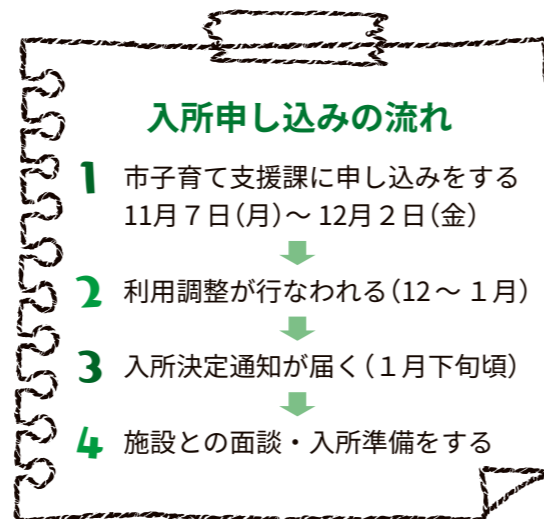 入所申し込みの流れ
1 市子育て支援課に申し込みをする
11月7日(月)～12月2日(金)
2 利用調整が行なわれる(12～1月)
3 入所決定通知が届く(1月下旬頃)
4 施設との面談・入所準備をする